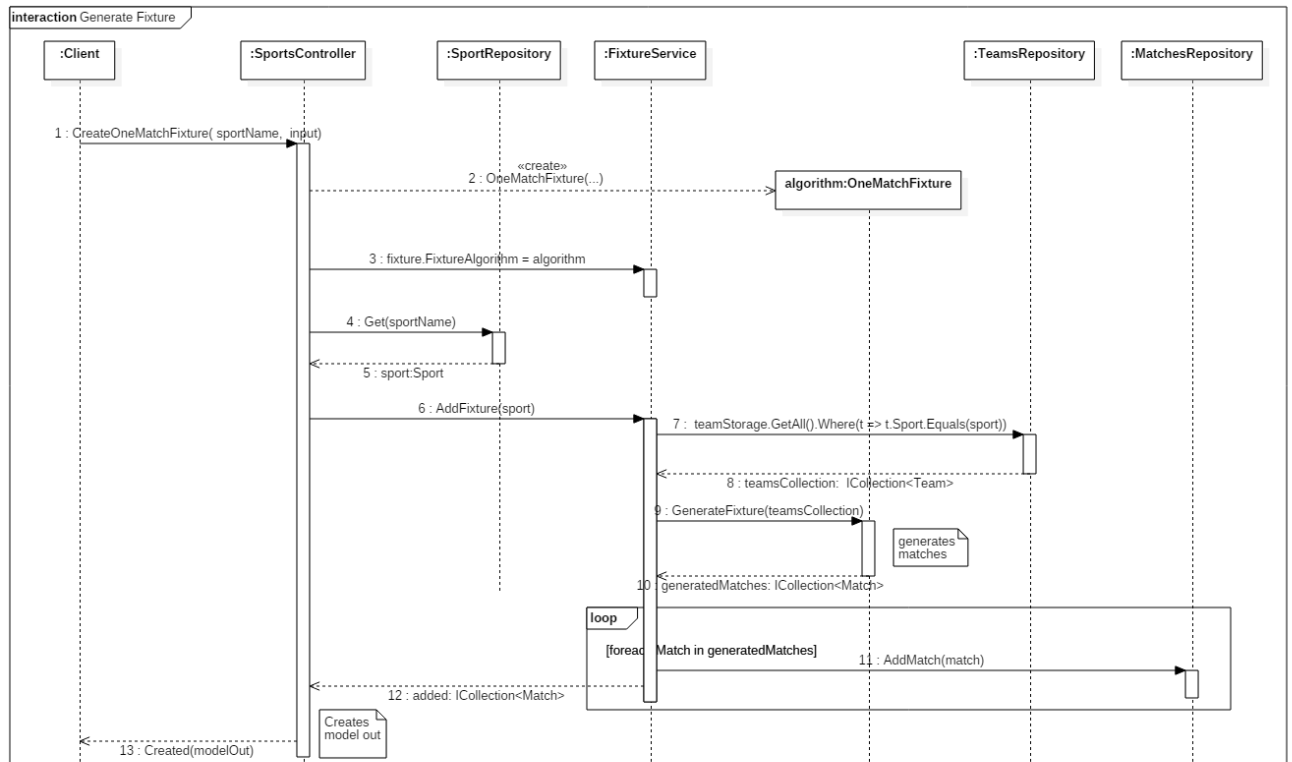 interaction Generate Fixture
:Client
:SportsController
:SportRepository
:FixtureService
:TeamsRepository
:MatchesRepository
1 : CreateOneMatchFixture( sportName,  input)
«create»
2 : OneMatchFixture(...)
algorithm:OneMatchFixture
3 : fixture.FixtureAlgorithm = algorithm
4 : Get(sportName)
5 : sport:Sport
6 : AddFixture(sport)
7 :  teamStorage.GetAll().Where(t => t.Sport.Equals(sport))
8 : teamsCollection:  ICollection<Team>
9 : GenerateFixture(teamsCollection)
generates
matches
10 : generatedMatches: ICollection<Match>
loop
[foreach Match in generatedMatches]
11 : AddMatch(match)
12 : added: ICollection<Match>
Creates
model out
13 : Created(modelOut)